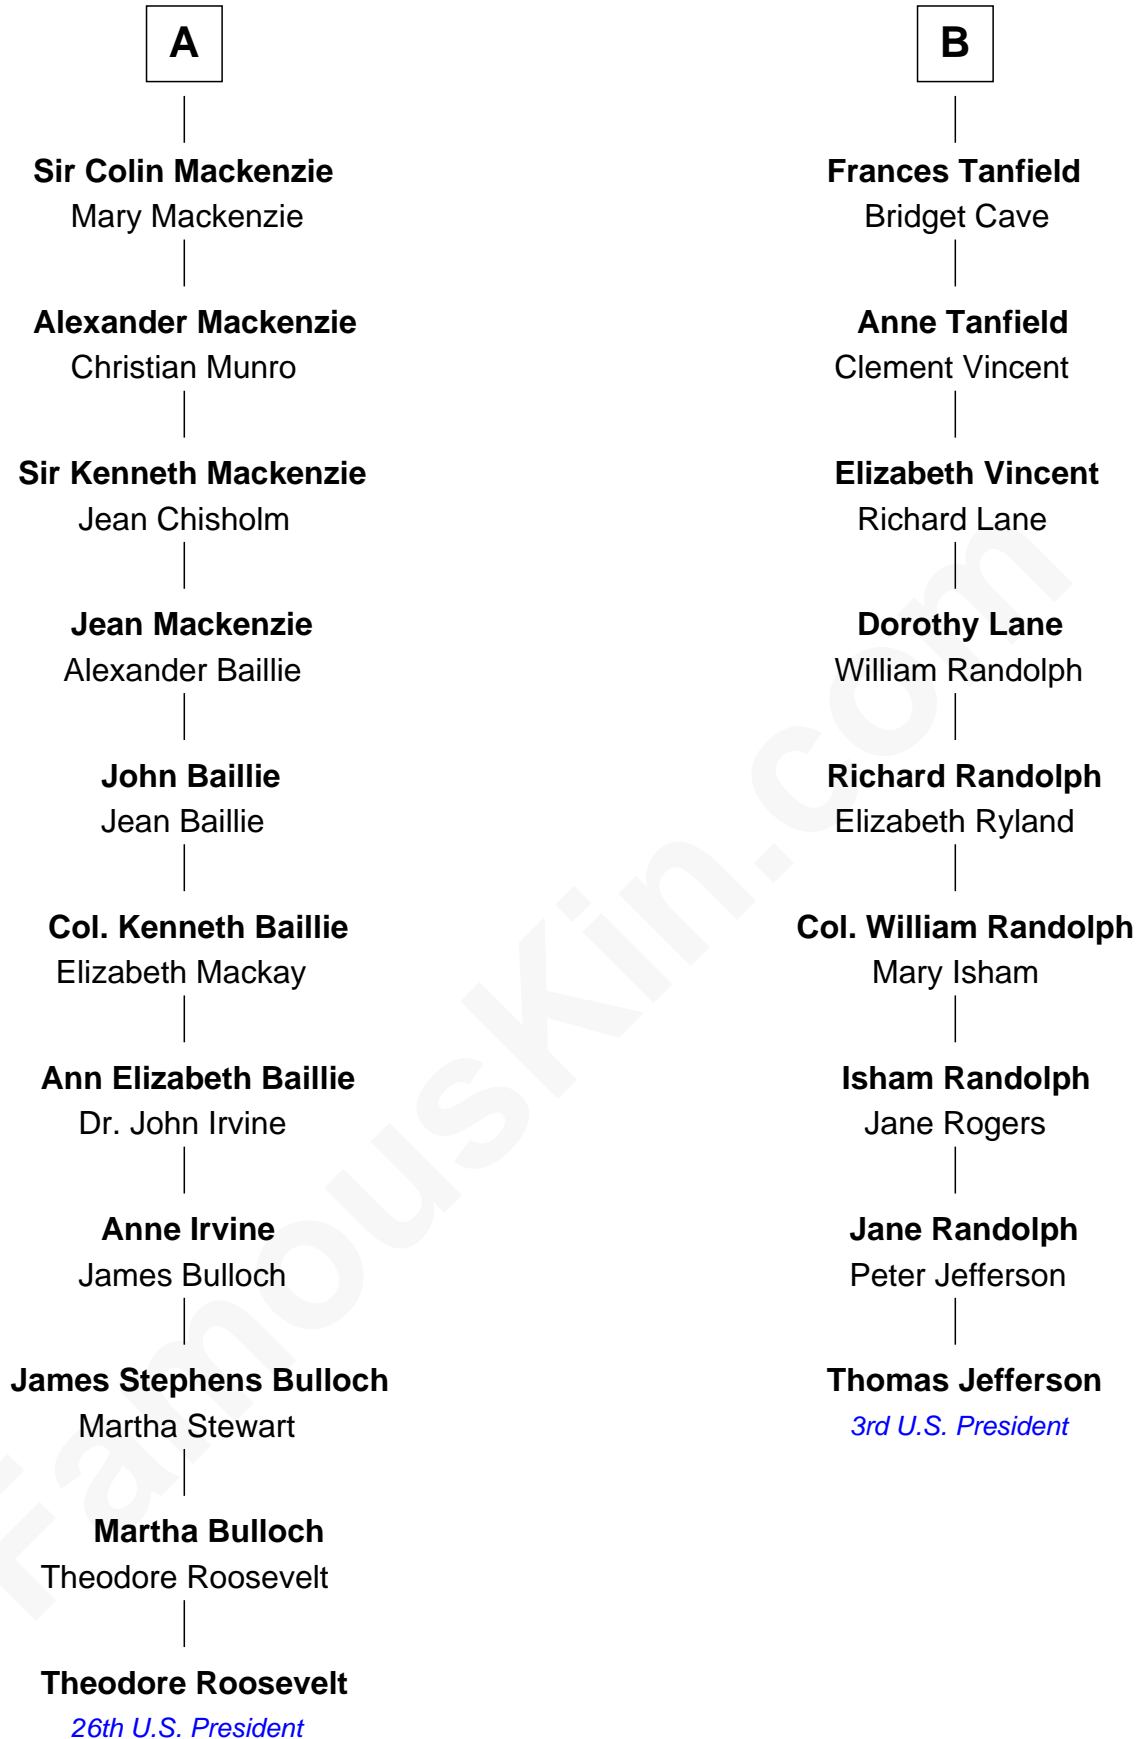 A
Sir Colin Mackenzie
Mary Mackenzie
Alexander Mackenzie
Christian Munro
Sir Kenneth Mackenzie
Jean Chisholm
Jean Mackenzie
Alexander Baillie
John Baillie
Jean Baillie
Col. Kenneth Baillie
Elizabeth Mackay
Ann Elizabeth Baillie
Dr. John Irvine
Anne Irvine
James Bulloch
James Stephens Bulloch
Martha Stewart
Martha Bulloch
Theodore Roosevelt
Theodore Roosevelt
26th U.S. President
B
Frances Tanfield
Bridget Cave
Anne Tanfield
Clement Vincent
Elizabeth Vincent
Richard Lane
Dorothy Lane
William Randolph
Richard Randolph
Elizabeth Ryland
Col. William Randolph
Mary Isham
Isham Randolph
Jane Rogers
Jane Randolph
Peter Jefferson
Thomas Jefferson
3rd U.S. President
FamousKin.com